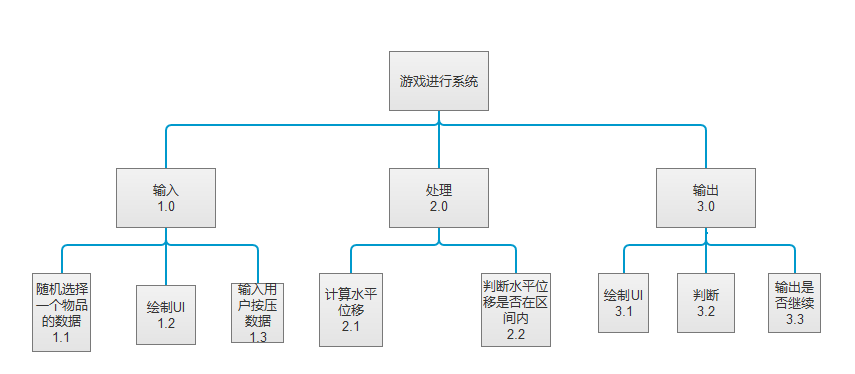 游戏进行系统
输入
1.0
处理
2.0
输出
3.0
随机选择
一个物品
的数据
1.1
绘制UI
1.2
输入用
户按压
数据
1.3
计算水平
位移
2.1
判断水平位
移是否在区
间内
2.2
绘制UI
3.1
判断
3.2
输出是
否继续
3.3